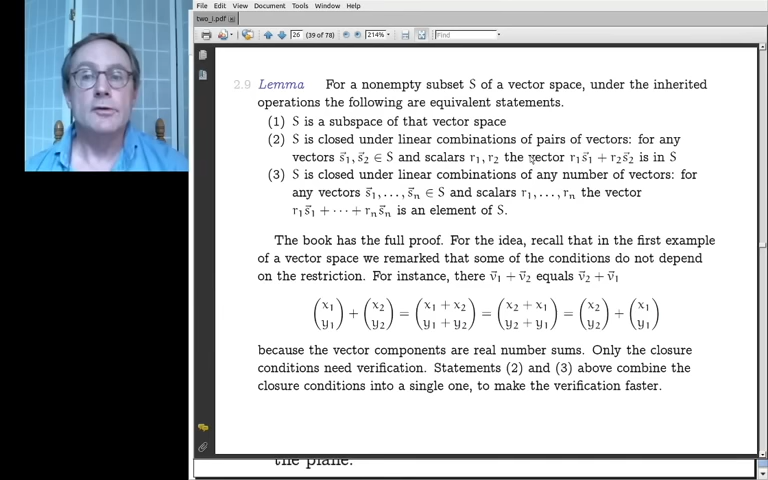 File Edit View Document Tools Window Help
two_i.pdf
26 (39 of 78) 214% Find
2.9 Lemma For a nonempty subset S of a vector space, under the inherited
operations the following are equivalent statements.
(1) S is a subspace of that vector space
(2) S is closed under linear combinations of pairs of vectors: for any
vectors s⃗₁, s⃗₂ ∈ S and scalars r₁, r₂ the vector r₁s⃗₁ + r₂s⃗₂ is in S
(3) S is closed under linear combinations of any number of vectors: for
any vectors s⃗₁, . . . , s⃗ₙ ∈ S and scalars r₁, . . . , rₙ the vector
r₁s⃗₁ + · · · + rₙs⃗ₙ is an element of S.
The book has the full proof. For the idea, recall that in the first example
of a vector space we remarked that some of the conditions do not depend
on the restriction. For instance, there v⃗₁ + v⃗₂ equals v⃗₂ + v⃗₁
(x₁ y₁) + (x₂ y₂) = (x₁ + x₂ y₁ + y₂) = (x₂ + x₁ y₂ + y₁) = (x₂ y₂) + (x₁ y₁)
because the vector components are real number sums. Only the closure
conditions need verification. Statements (2) and (3) above combine the
closure conditions into a single one, to make the verification faster.
the plane.